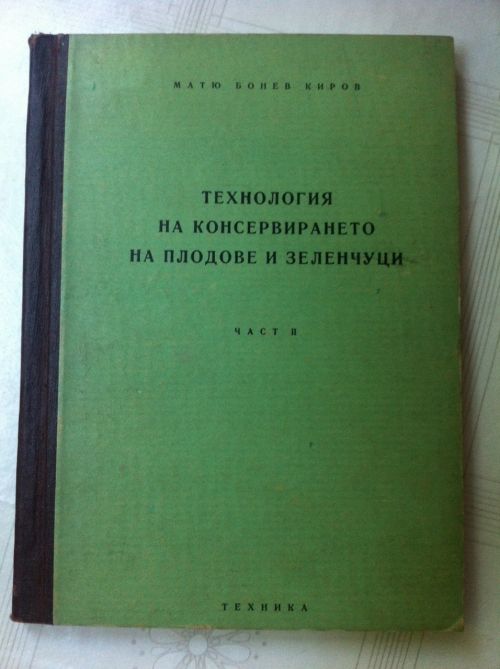 МАТЮ БОНЕВ КИРОВ
ТЕХНОЛОГИЯ
НА КОНСЕРВИРАНЕТО
НА ПЛОДОВЕ И ЗЕЛЕНЧУЦИ
ЧАСТ II
ТЕХНИКА